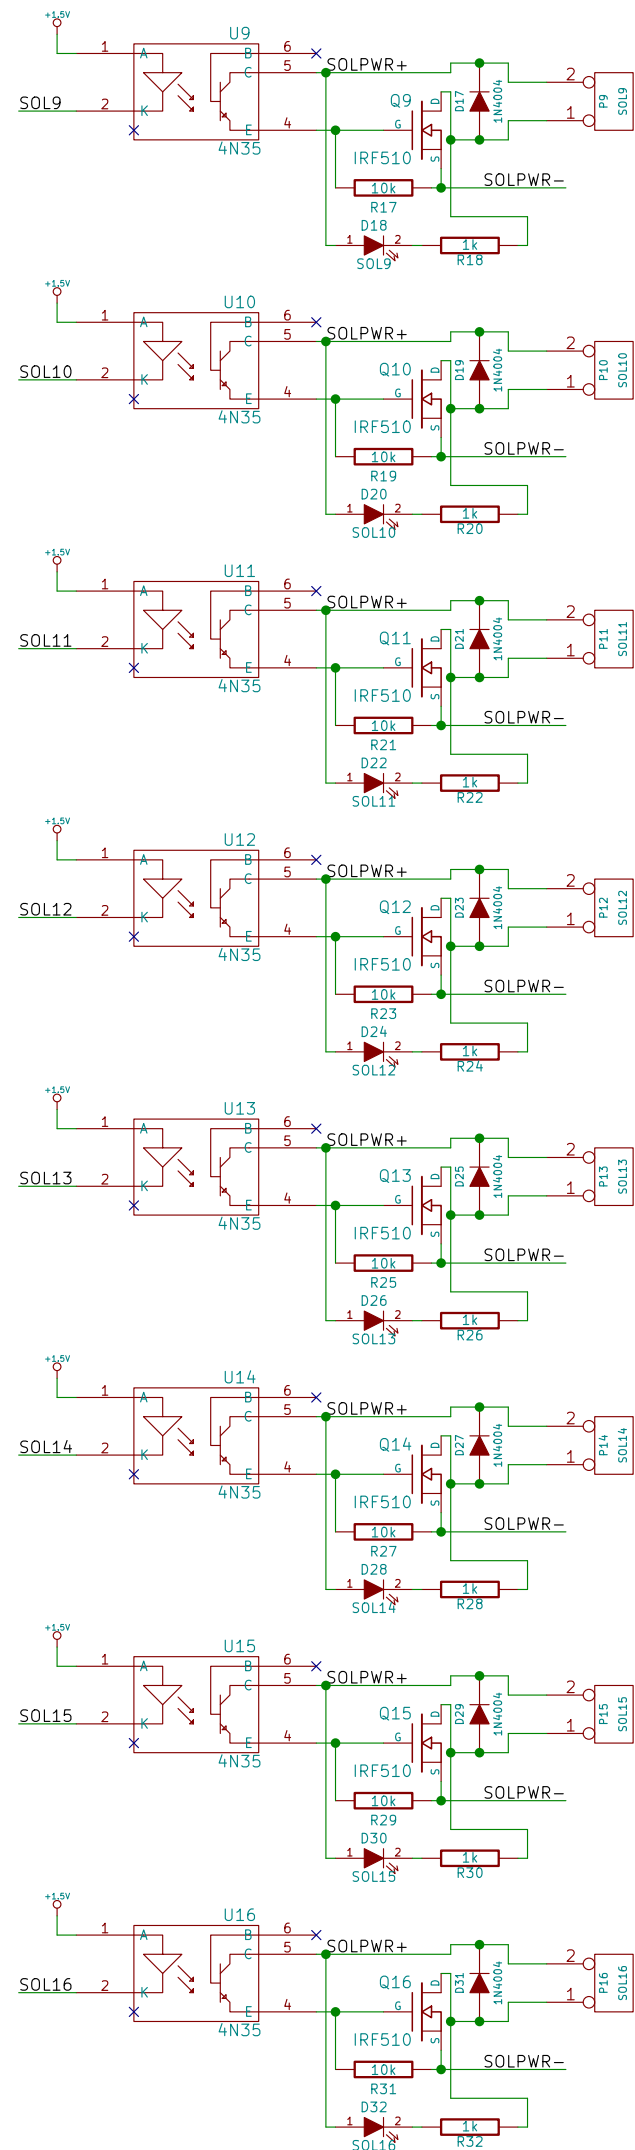 +1.5V
U9
1 A B 6
C 5 SOLPWR+
SOL9 2 K
E 4
4N35
Q9 D G S
IRF510
D17 1N4004
2 1 P9 SOL9
SOLPWR-
10k
R17
D18
1 2
SOL9
1k
R18
+1.5V
U10
1 A B 6
C 5 SOLPWR+
SOL10 2 K
E 4
4N35
Q10 D G S
IRF510
D19 1N4004
2 1 P10 SOL10
SOLPWR-
10k
R19
D20
1 2
SOL10
1k
R20
+1.5V
U11
1 A B 6
C 5 SOLPWR+
SOL11 2 K
E 4
4N35
Q11 D G S
IRF510
D21 1N4004
2 1 P11 SOL11
SOLPWR-
10k
R21
D22
1 2
SOL11
1k
R22
+1.5V
U12
1 A B 6
C 5 SOLPWR+
SOL12 2 K
E 4
4N35
Q12 D G S
IRF510
D23 1N4004
2 1 P12 SOL12
SOLPWR-
10k
R23
D24
1 2
SOL12
1k
R24
+1.5V
U13
1 A B 6
C 5 SOLPWR+
SOL13 2 K
E 4
4N35
Q13 D G S
IRF510
D25 1N4004
2 1 P13 SOL13
SOLPWR-
10k
R25
D26
1 2
SOL13
1k
R26
+1.5V
U14
1 A B 6
C 5 SOLPWR+
SOL14 2 K
E 4
4N35
Q14 D G S
IRF510
D27 1N4004
2 1 P14 SOL14
SOLPWR-
10k
R27
D28
1 2
SOL14
1k
R28
+1.5V
U15
1 A B 6
C 5 SOLPWR+
SOL15 2 K
E 4
4N35
Q15 D G S
IRF510
D29 1N4004
2 1 P15 SOL15
SOLPWR-
10k
R29
D30
1 2
SOL15
1k
R30
+1.5V
U16
1 A B 6
C 5 SOLPWR+
SOL16 2 K
E 4
4N35
Q16 D G S
IRF510
D31 1N4004
2 1 P16 SOL16
SOLPWR-
10k
R31
D32
1 2
SOL16
1k
R32